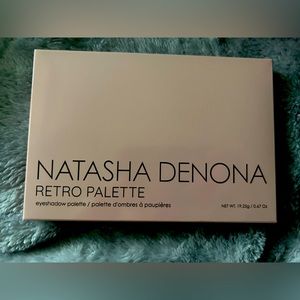 NATASHA DENONA
RETRO PALETTE
eyeshadow palette / palette d'ombres à paupières
NET WT. 19.25g / 0.67 Oz